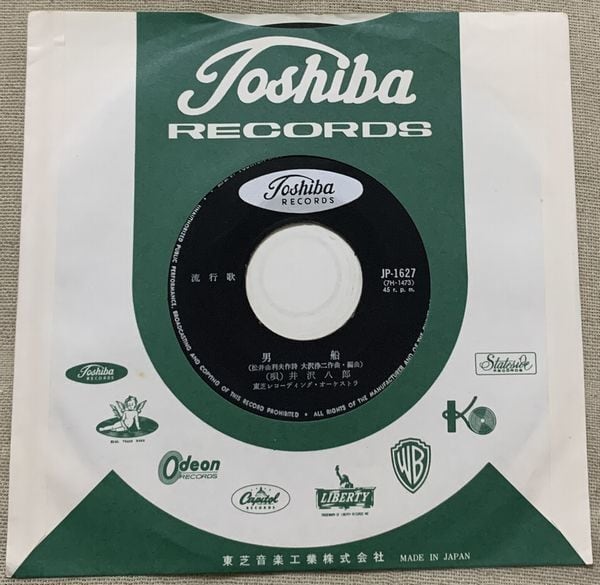 Toshiba
RECORDS
Toshiba
RECORDS
流行歌
JP-1627
(7H-1473)
45 r.p.m.
男船
(松井由利夫作詩 大沢浄二作曲・編曲)
(唄) 井沢八郎
東芝レコーディング・オーケストラ
UNAUTHORIZED PUBLIC PERFORMANCE, BROADCASTING AND COPYING OF THIS RECORD PROHIBITED • ALL RIGHTS OF THE MANUFACTURER AND OF THE
Toshiba
RECORDS
Stateside
RECORDS
K
Odeon
RECORDS
Capitol
RECORDS
LIBERTY
WB
東芝音楽工業株式会社 MADE IN JAPAN